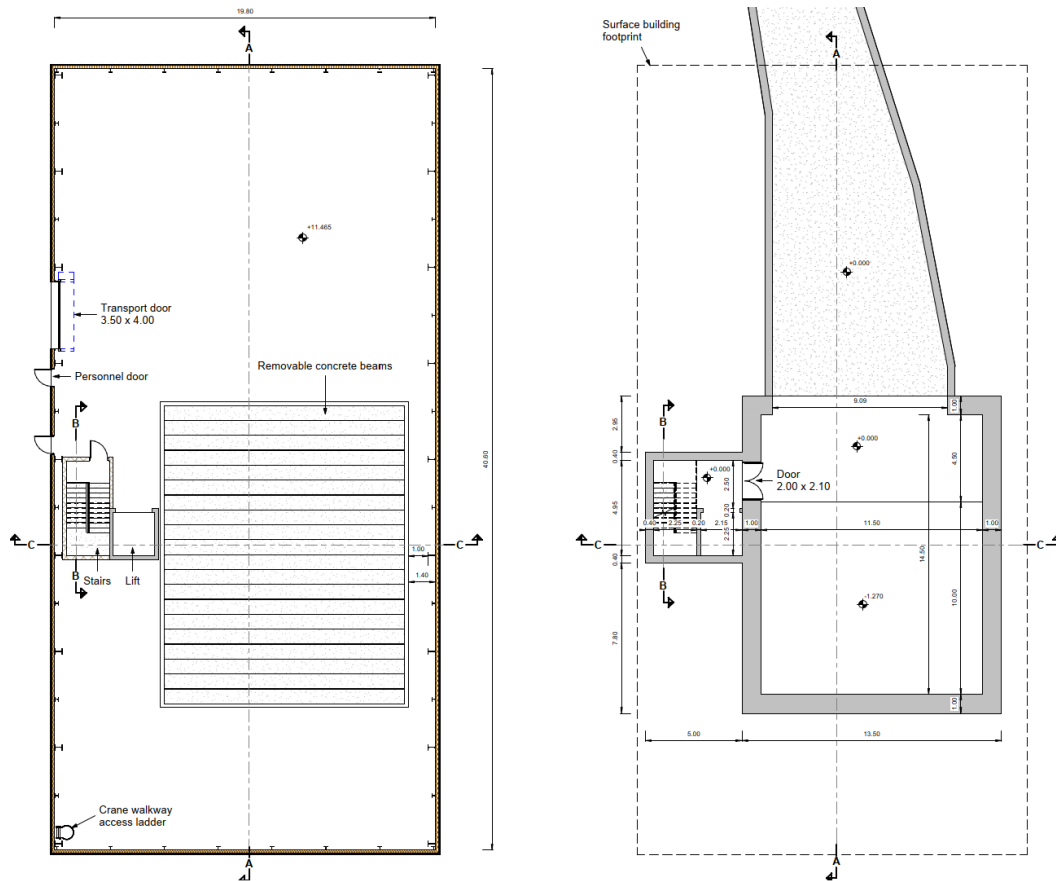 19.80
A
+11.465
Transport door
3.50 x 4.00
Removable concrete beams
Personnel door
B
40.60
C
C
1.00
1.40
B
Stairs
Lift
Crane walkway
access ladder
A
Surface building
footprint
A
+0.000
9.09
1.00
2.95
B
+0.000
0.40
+0.000
Door
2.00 x 2.10
2.50
4.50
4.95
0.20
0.40
2.25
0.20
2.15
1.00
11.50
1.00
C
C
2.25
0.40
14.50
10.00
B
-1.270
7.80
1.00
5.00
13.50
A